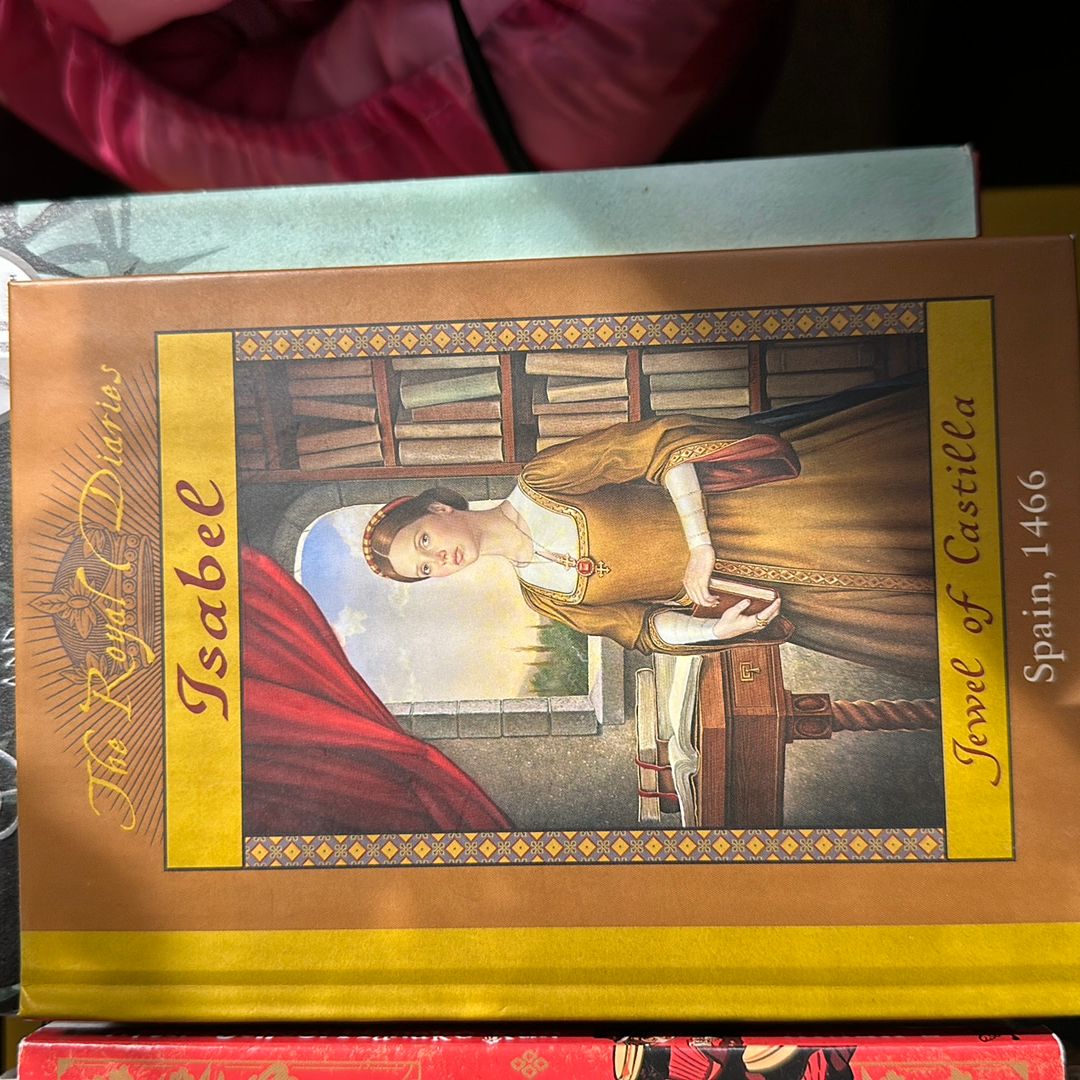 The Royal Diaries
Isabel
Jewel of Castilla
Spain, 1466